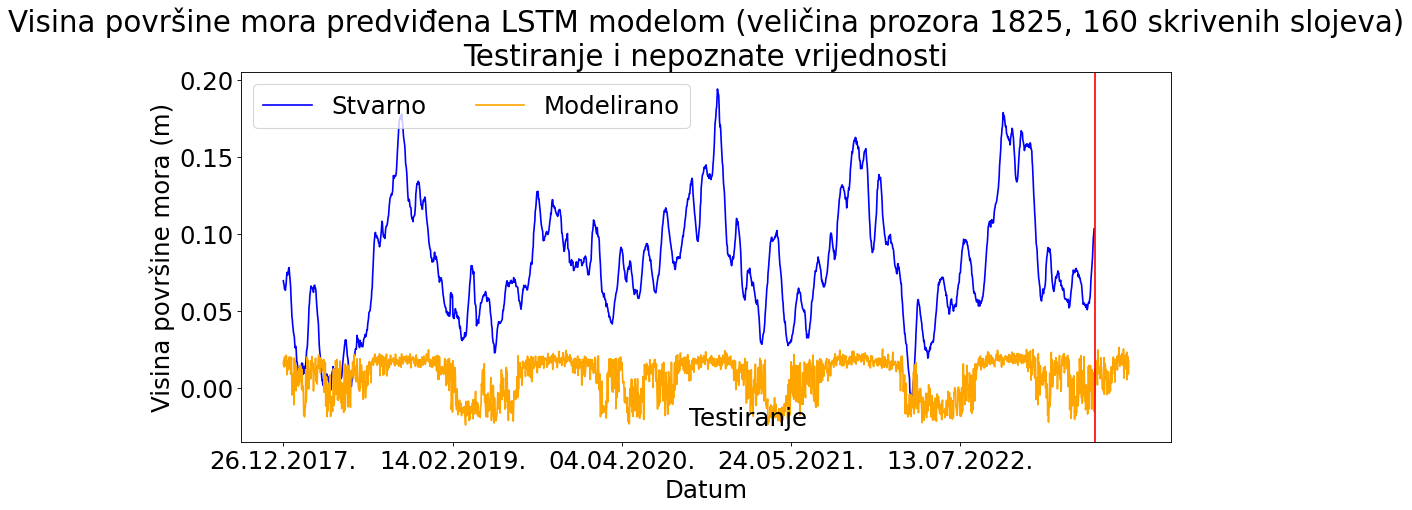 Visina površine mora predviđena LSTM modelom (veličina prozora 1825, 160 skrivenih slojeva)
Testiranje i nepoznate vrijednosti
Stvarno
Modelirano
Visina površine mora (m)
0.20
0.15
0.10
0.05
0.00
Testiranje
26.12.2017.
14.02.2019.
04.04.2020.
24.05.2021.
13.07.2022.
Datum